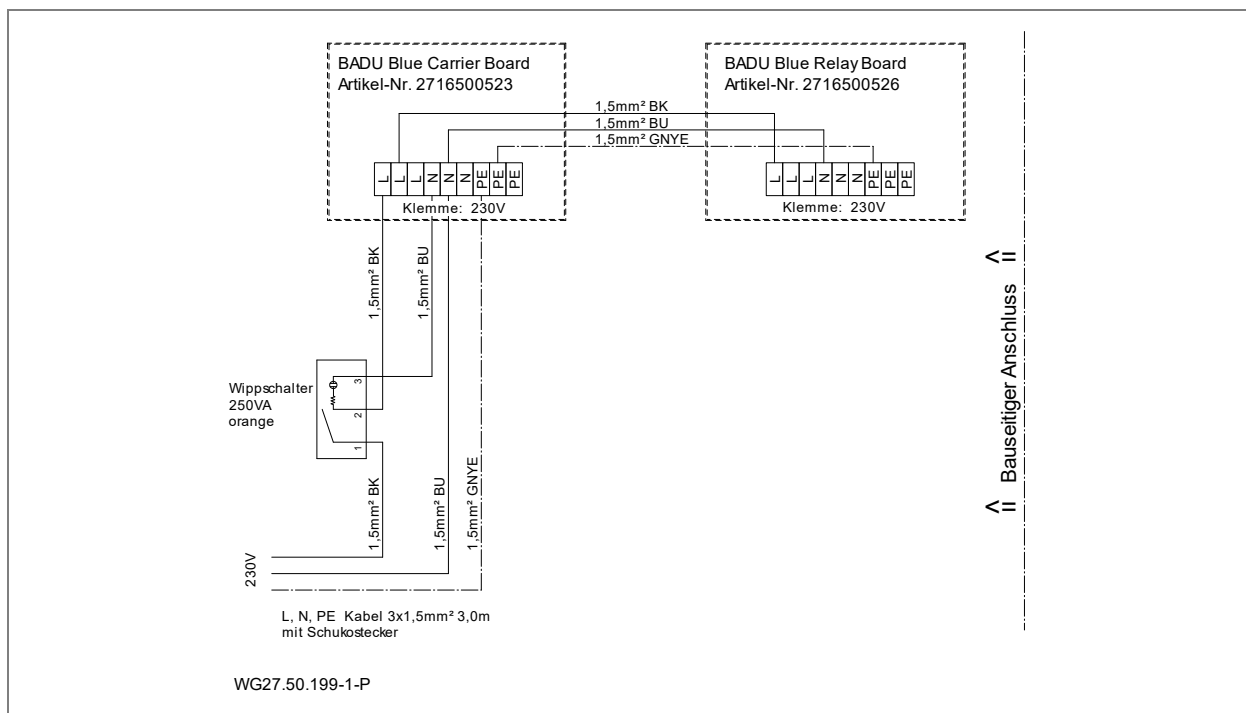 BADU Blue Carrier Board
Artikel-Nr. 2716500523
BADU Blue Relay Board
Artikel-Nr. 2716500526
1,5mm² BK
1,5mm² BU
1,5mm² GNYE
L L L N N N PE PE PE
Klemme: 230V
L L L N N N PE PE PE
Klemme: 230V
1,5mm² BK
1,5mm² BU
Wippschalter
250VA
orange
3
2
1
1,5mm² BK
1,5mm² BU
1,5mm² GNYE
230V
L, N, PE Kabel 3x1,5mm² 3,0m
mit Schukostecker
<= Bauseitiger Anschluss <=
WG27.50.199-1-P